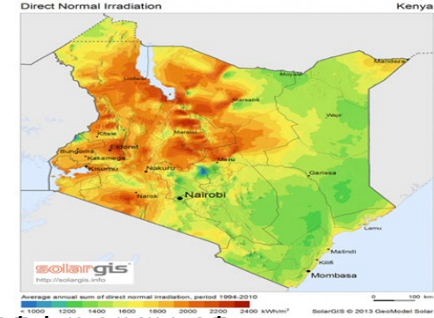 Direct Normal Irradiation Kenya
Mandera
Lodwar
Moyale
Marsabit
Wajir
Kitale
Maralal
Bungoma
Eldoret
Kakamega
Meru
Kisumu
Nakuru
Garissa
Narok
Nairobi
Lamu
Malindi
Kilifi
Mombasa
solargis
http://solargis.info
0 100 km
Average annual sum of direct normal irradiation, period 1994-2010
< 1000 1200 1400 1600 1800 2000 2200 2400 kWh/m²
SolarGIS © 2013 GeoModel Solar